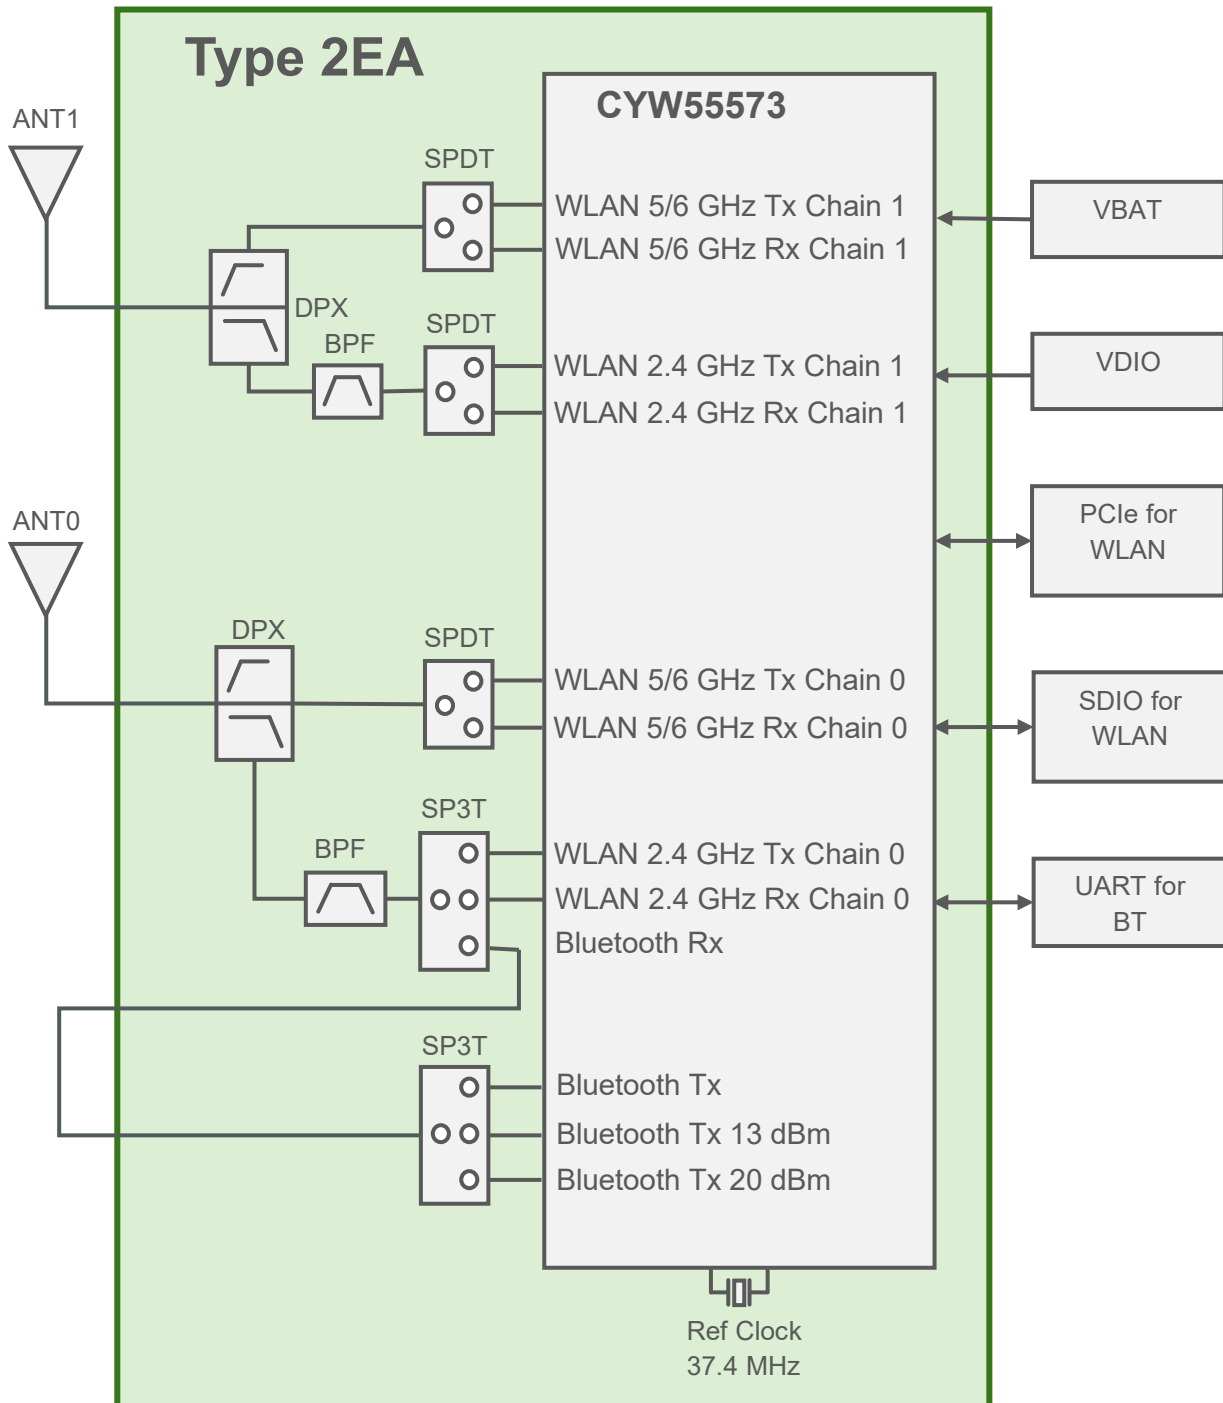 Type 2EA
CYW55573
ANT1
SPDT
WLAN 5/6 GHz Tx Chain 1
WLAN 5/6 GHz Rx Chain 1
VBAT
DPX
SPDT
BPF
WLAN 2.4 GHz Tx Chain 1
WLAN 2.4 GHz Rx Chain 1
VDIO
PCIe for
WLAN
ANT0
DPX
SPDT
WLAN 5/6 GHz Tx Chain 0
WLAN 5/6 GHz Rx Chain 0
SDIO for
WLAN
SP3T
BPF
WLAN 2.4 GHz Tx Chain 0
WLAN 2.4 GHz Rx Chain 0
Bluetooth Rx
UART for
BT
SP3T
Bluetooth Tx
Bluetooth Tx 13 dBm
Bluetooth Tx 20 dBm
Ref Clock
37.4 MHz